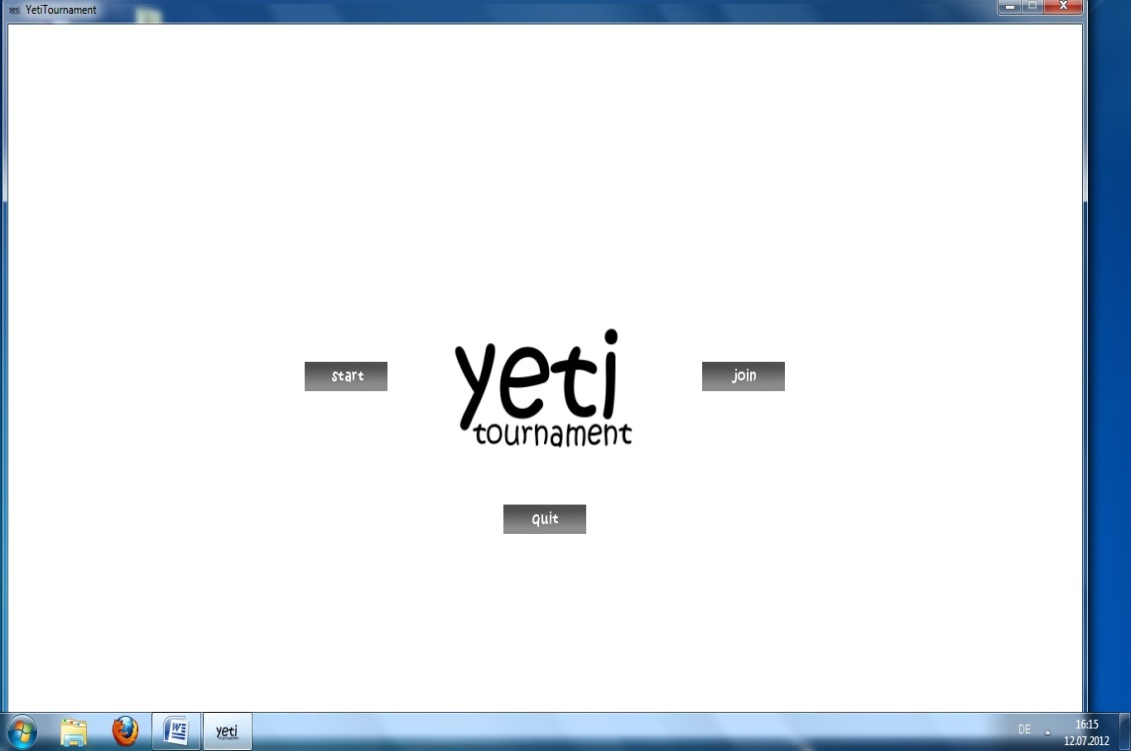 YetiTournament
start
yeti
tournament
join
quit
yeti
DE
16:15
12.07.2012